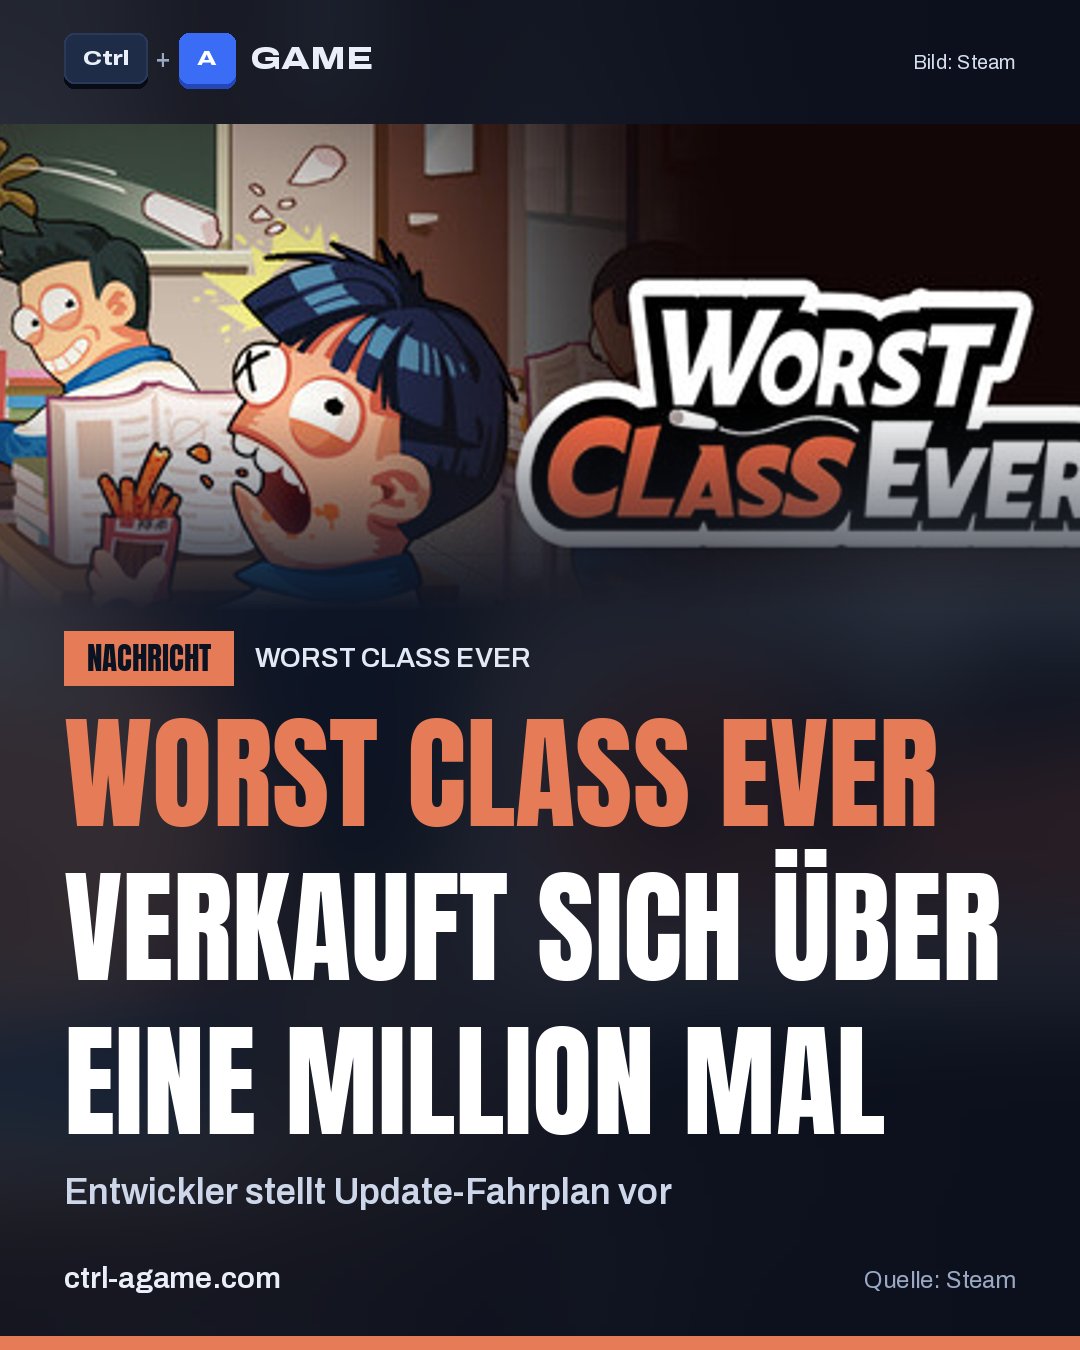 Ctrl + A GAME
Bild: Steam
WORST
CLASS EVER
NACHRICHT WORST CLASS EVER
WORST CLASS EVER
VERKAUFT SICH ÜBER
EINE MILLION MAL
Entwickler stellt Update-Fahrplan vor
ctrl-agame.com
Quelle: Steam